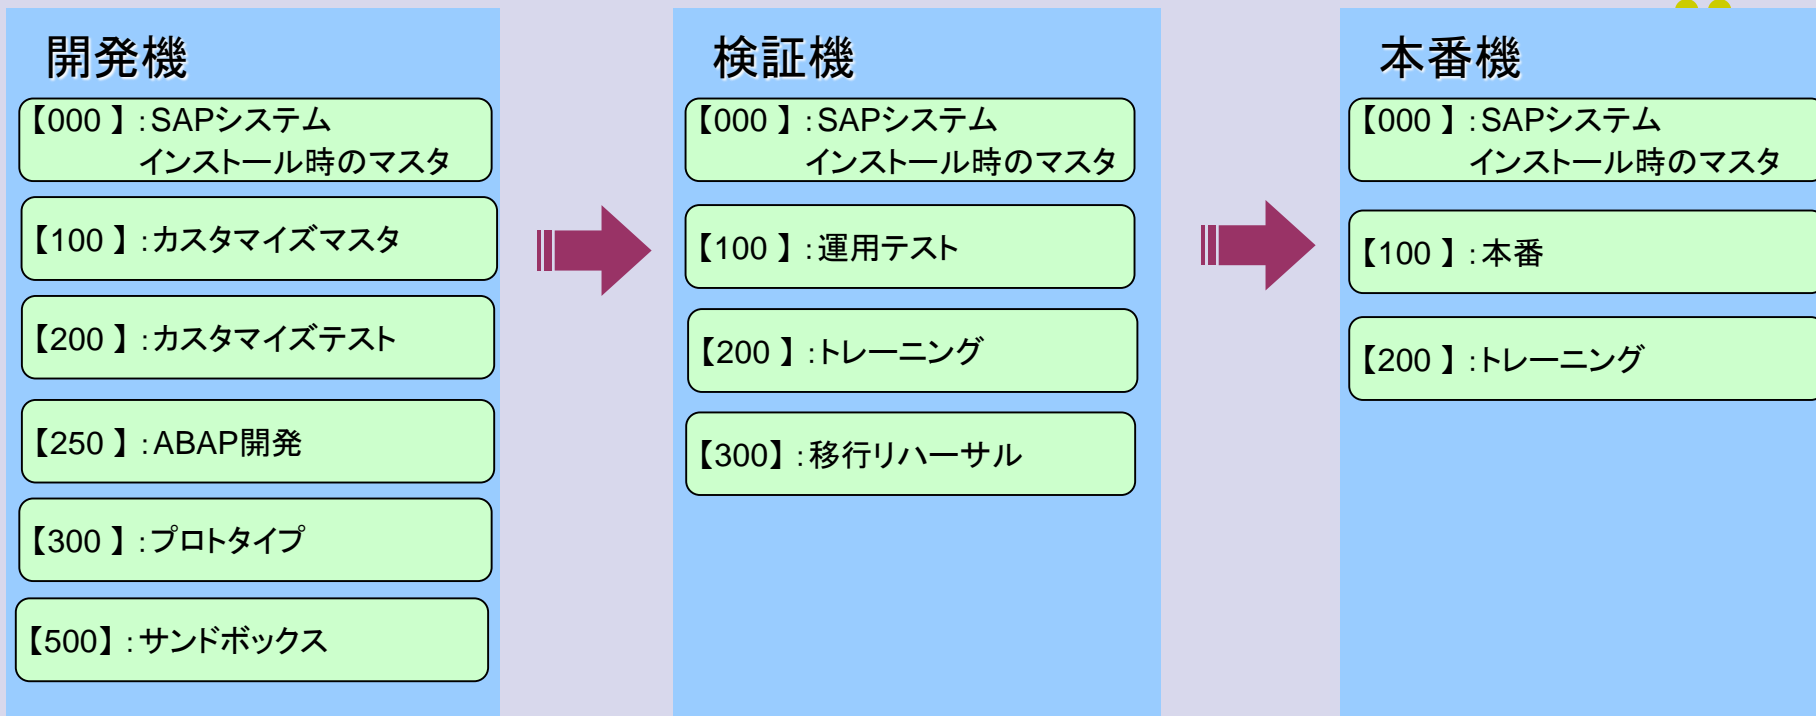 開発機
【000 】:SAPシステム
インストール時のマスタ
【100 】:カスタマイズマスタ
【200 】:カスタマイズテスト
【250 】:ABAP開発
【300 】:プロトタイプ
【500】:サンドボックス
検証機
【000 】:SAPシステム
インストール時のマスタ
【100 】:運用テスト
【200 】:トレーニング
【300】:移行リハーサル
本番機
【000 】:SAPシステム
インストール時のマスタ
【100 】:本番
【200 】:トレーニング